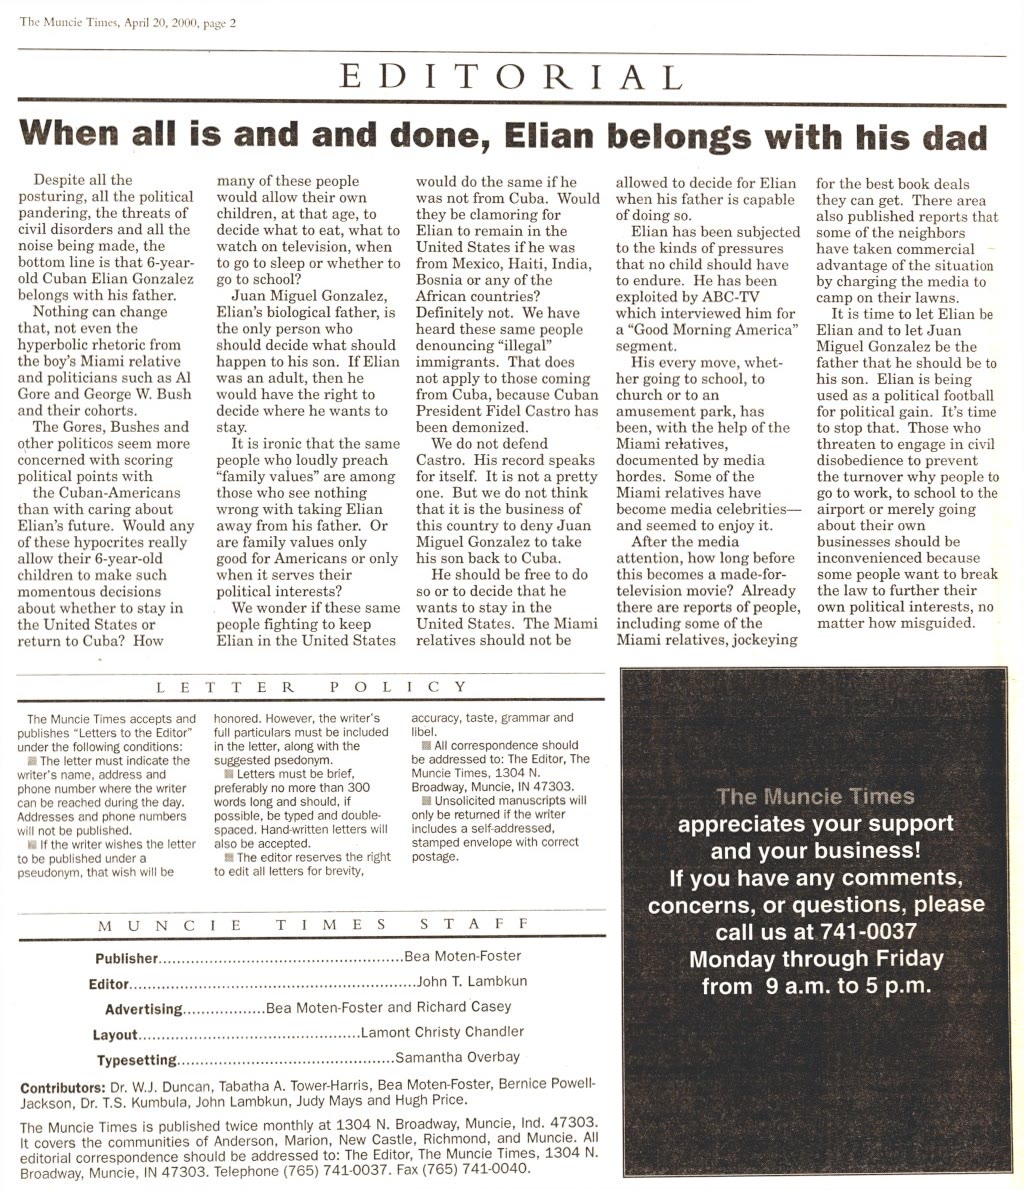 The Muncie Times, April 20, 2000, page 2
EDITORIAL
When all is and and done, Elian belongs with his dad
Despite all the
posturing, all the political
pandering, the threats of
civil disorders and all the
noise being made, the
bottom line is that 6-year-
old Cuban Elian Gonzalez
belongs with his father.
Nothing can change
that, not even the
hyperbolic rhetoric from
the boy's Miami relative
and politicians such as Al
Gore and George W. Bush
and their cohorts.
The Gores, Bushes and
other politicos seem more
concerned with scoring
political points with
the Cuban-Americans
than with caring about
Elian's future. Would any
of these hypocrites really
allow their 6-year-old
children to make such
momentous decisions
about whether to stay in
the United States or
return to Cuba? How
many of these people
would allow their own
children, at that age, to
decide what to eat, what to
watch on television, when
to go to sleep or whether to
go to school?
Juan Miguel Gonzalez,
Elian's biological father, is
the only person who
should decide what should
happen to his son. If Elian
was an adult, then he
would have the right to
decide where he wants to
stay.
It is ironic that the same
people who loudly preach
"family values" are among
those who see nothing
wrong with taking Elian
away from his father. Or
are family values only
good for Americans or only
when it serves their
political interests?
We wonder if these same
people fighting to keep
Elian in the United States
would do the same if he
was not from Cuba. Would
they be clamoring for
Elian to remain in the
United States if he was
from Mexico, Haiti, India,
Bosnia or any of the
African countries?
Definitely not. We have
heard these same people
denouncing "illegal"
immigrants. That does
not apply to those coming
from Cuba, because Cuban
President Fidel Castro has
been demonized.
We do not defend
Castro. His record speaks
for itself. It is not a pretty
one. But we do not think
that it is the business of
this country to deny Juan
Miguel Gonzalez to take
his son back to Cuba.
He should be free to do
so or to decide that he
wants to stay in the
United States. The Miami
relatives should not be
allowed to decide for Elian
when his father is capable
of doing so.
Elian has been subjected
to the kinds of pressures
that no child should have
to endure. He has been
exploited by ABC-TV
which interviewed him for
a "Good Morning America"
segment.
His every move, whet-
her going to school, to
church or to an
amusement park, has
been, with the help of the
Miami relatives,
documented by media
hordes. Some of the
Miami relatives have
become media celebrities—
and seemed to enjoy it.
After the media
attention, how long before
this becomes a made-for-
television movie? Already
there are reports of people,
including some of the
Miami relatives, jockeying
for the best book deals
they can get. There area
also published reports that
some of the neighbors
have taken commercial
advantage of the situation
by charging the media to
camp on their lawns.
It is time to let Elian be
Elian and to let Juan
Miguel Gonzalez be the
father that he should be to
his son. Elian is being
used as a political football
for political gain. It's time
to stop that. Those who
threaten to engage in civil
disobedience to prevent
the turnover why people to
go to work, to school to the
airport or merely going
about their own
businesses should be
inconvenienced because
some people want to break
the law to further their
own political interests, no
matter how misguided.
LETTER POLICY
The Muncie Times accepts and
publishes "Letters to the Editor"
under the following conditions:
The letter must indicate the
writer's name, address and
phone number where the writer
can be reached during the day.
Addresses and phone numbers
will not be published.
If the writer wishes the letter
to be published under a
pseudonym, that wish will be
honored. However, the writer's
full particulars must be included
in the letter, along with the
suggested psedonym.
Letters must be brief,
preferably no more than 300
words long and should, if
possible, be typed and double-
spaced. Hand-written letters will
also be accepted.
The editor reserves the right
to edit all letters for brevity,
accuracy, taste, grammar and
libel.
All correspondence should
be addressed to: The Editor, The
Muncie Times, 1304 N.
Broadway, Muncie, IN 47303.
Unsolicited manuscripts will
only be returned if the writer
includes a self-addressed,
stamped envelope with correct
postage.
MUNCIE TIMES STAFF
Publisher..................................................Bea Moten-Foster
Editor...........................................................John T. Lambkun
Advertising.................Bea Moten-Foster and Richard Casey
Layout..............................................Lamont Christy Chandler
Typesetting.............................................Samantha Overbay
Contributors: Dr. W.J. Duncan, Tabatha A. Tower-Harris, Bea Moten-Foster, Bernice Powell-
Jackson, Dr. T.S. Kumbula, John Lambkun, Judy Mays and Hugh Price.
The Muncie Times is published twice monthly at 1304 N. Broadway, Muncie, Ind. 47303.
It covers the communities of Anderson, Marion, New Castle, Richmond, and Muncie. All
editorial correspondence should be addressed to: The Editor, The Muncie Times, 1304 N.
Broadway, Muncie, IN 47303. Telephone (765) 741-0037. Fax (765) 741-0040.
The Muncie Times
appreciates your support
and your business!
If you have any comments,
concerns, or questions, please
call us at 741-0037
Monday through Friday
from 9 a.m. to 5 p.m.